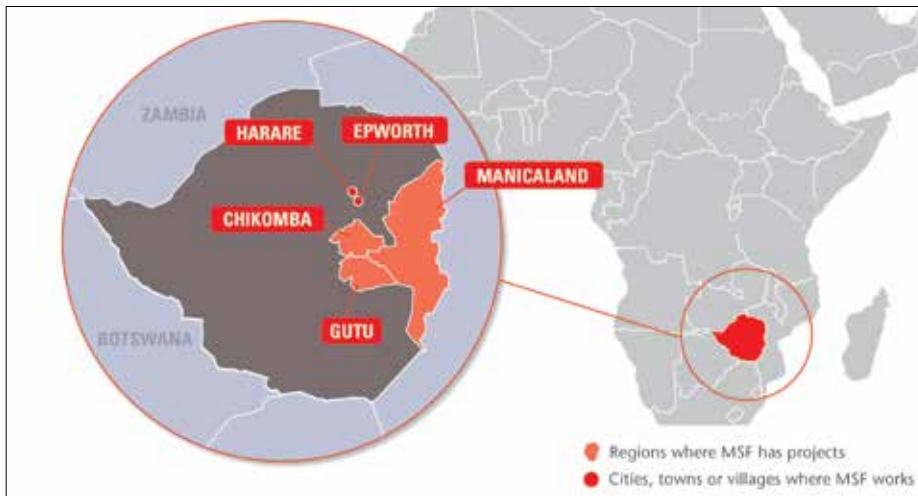 ZAMBIA
HARARE
EPWORTH
MANICALAND
CHIKOMBA
GUTU
BOTSWANA
Regions where MSF has projects
Cities, towns or villages where MSF works